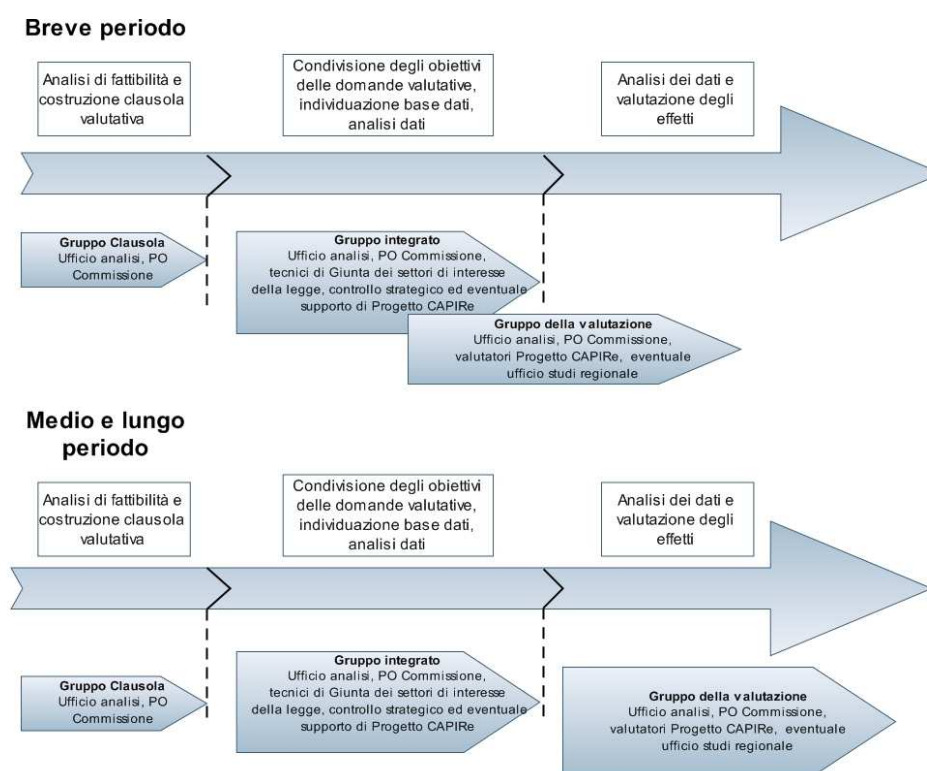 Breve periodo
Analisi di fattibilità e
costruzione clausola
valutativa
Condivisione degli obiettivi
delle domande valutative,
individuazione base dati,
analisi dati
Analisi dei dati e
valutazione degli
effetti
Gruppo Clausola
Ufficio analisi, PO
Commissione
Gruppo integrato
Ufficio analisi, PO Commissione,
tecnici di Giunta dei settori di interesse
della legge, controllo strategico ed eventuale
supporto di Progetto CAPIRe
Gruppo della valutazione
Ufficio analisi, PO Commissione,
valutatori Progetto CAPIRe, eventuale
ufficio studi regionale
Medio e lungo
periodo
Analisi di fattibilità e
costruzione clausola
valutativa
Condivisione degli obiettivi
delle domande valutative,
individuazione base dati,
analisi dati
Analisi dei dati e
valutazione degli
effetti
Gruppo Clausola
Ufficio analisi, PO
Commissione
Gruppo integrato
Ufficio analisi, PO Commissione,
tecnici di Giunta dei settori di interesse
della legge, controllo strategico ed eventuale
supporto di Progetto CAPIRe
Gruppo della valutazione
Ufficio analisi, PO Commissione,
valutatori Progetto CAPIRe, eventuale
ufficio studi regionale